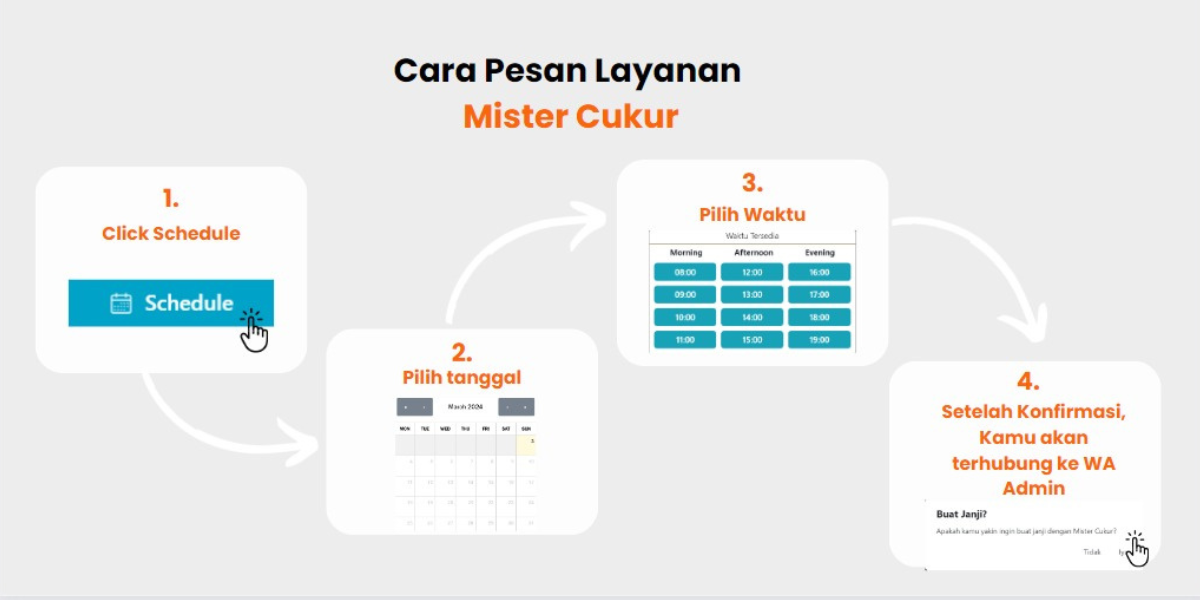 Cara Pesan Layanan
Mister Cukur
1.
Click Schedule
Schedule
2.
Pilih tanggal
March 2024
MON TUE WED THU FRI SAT SUN
3
4 5 6 7 8 9 10
11 12 13 14 15 16 17
18 19 20 21 22 23 24
25 26 27 28 29 30 31
3.
Pilih Waktu
Waktu Tersedia
Morning Afternoon Evening
08:00 12:00 16:00
09:00 13:00 17:00
10:00 14:00 18:00
11:00 15:00 19:00
4.
Setelah Konfirmasi,
Kamu akan
terhubung ke WA
Admin
Buat Janji?
Apakah kamu yakin ingin buat janji dengan Mister Cukur?
Tidak